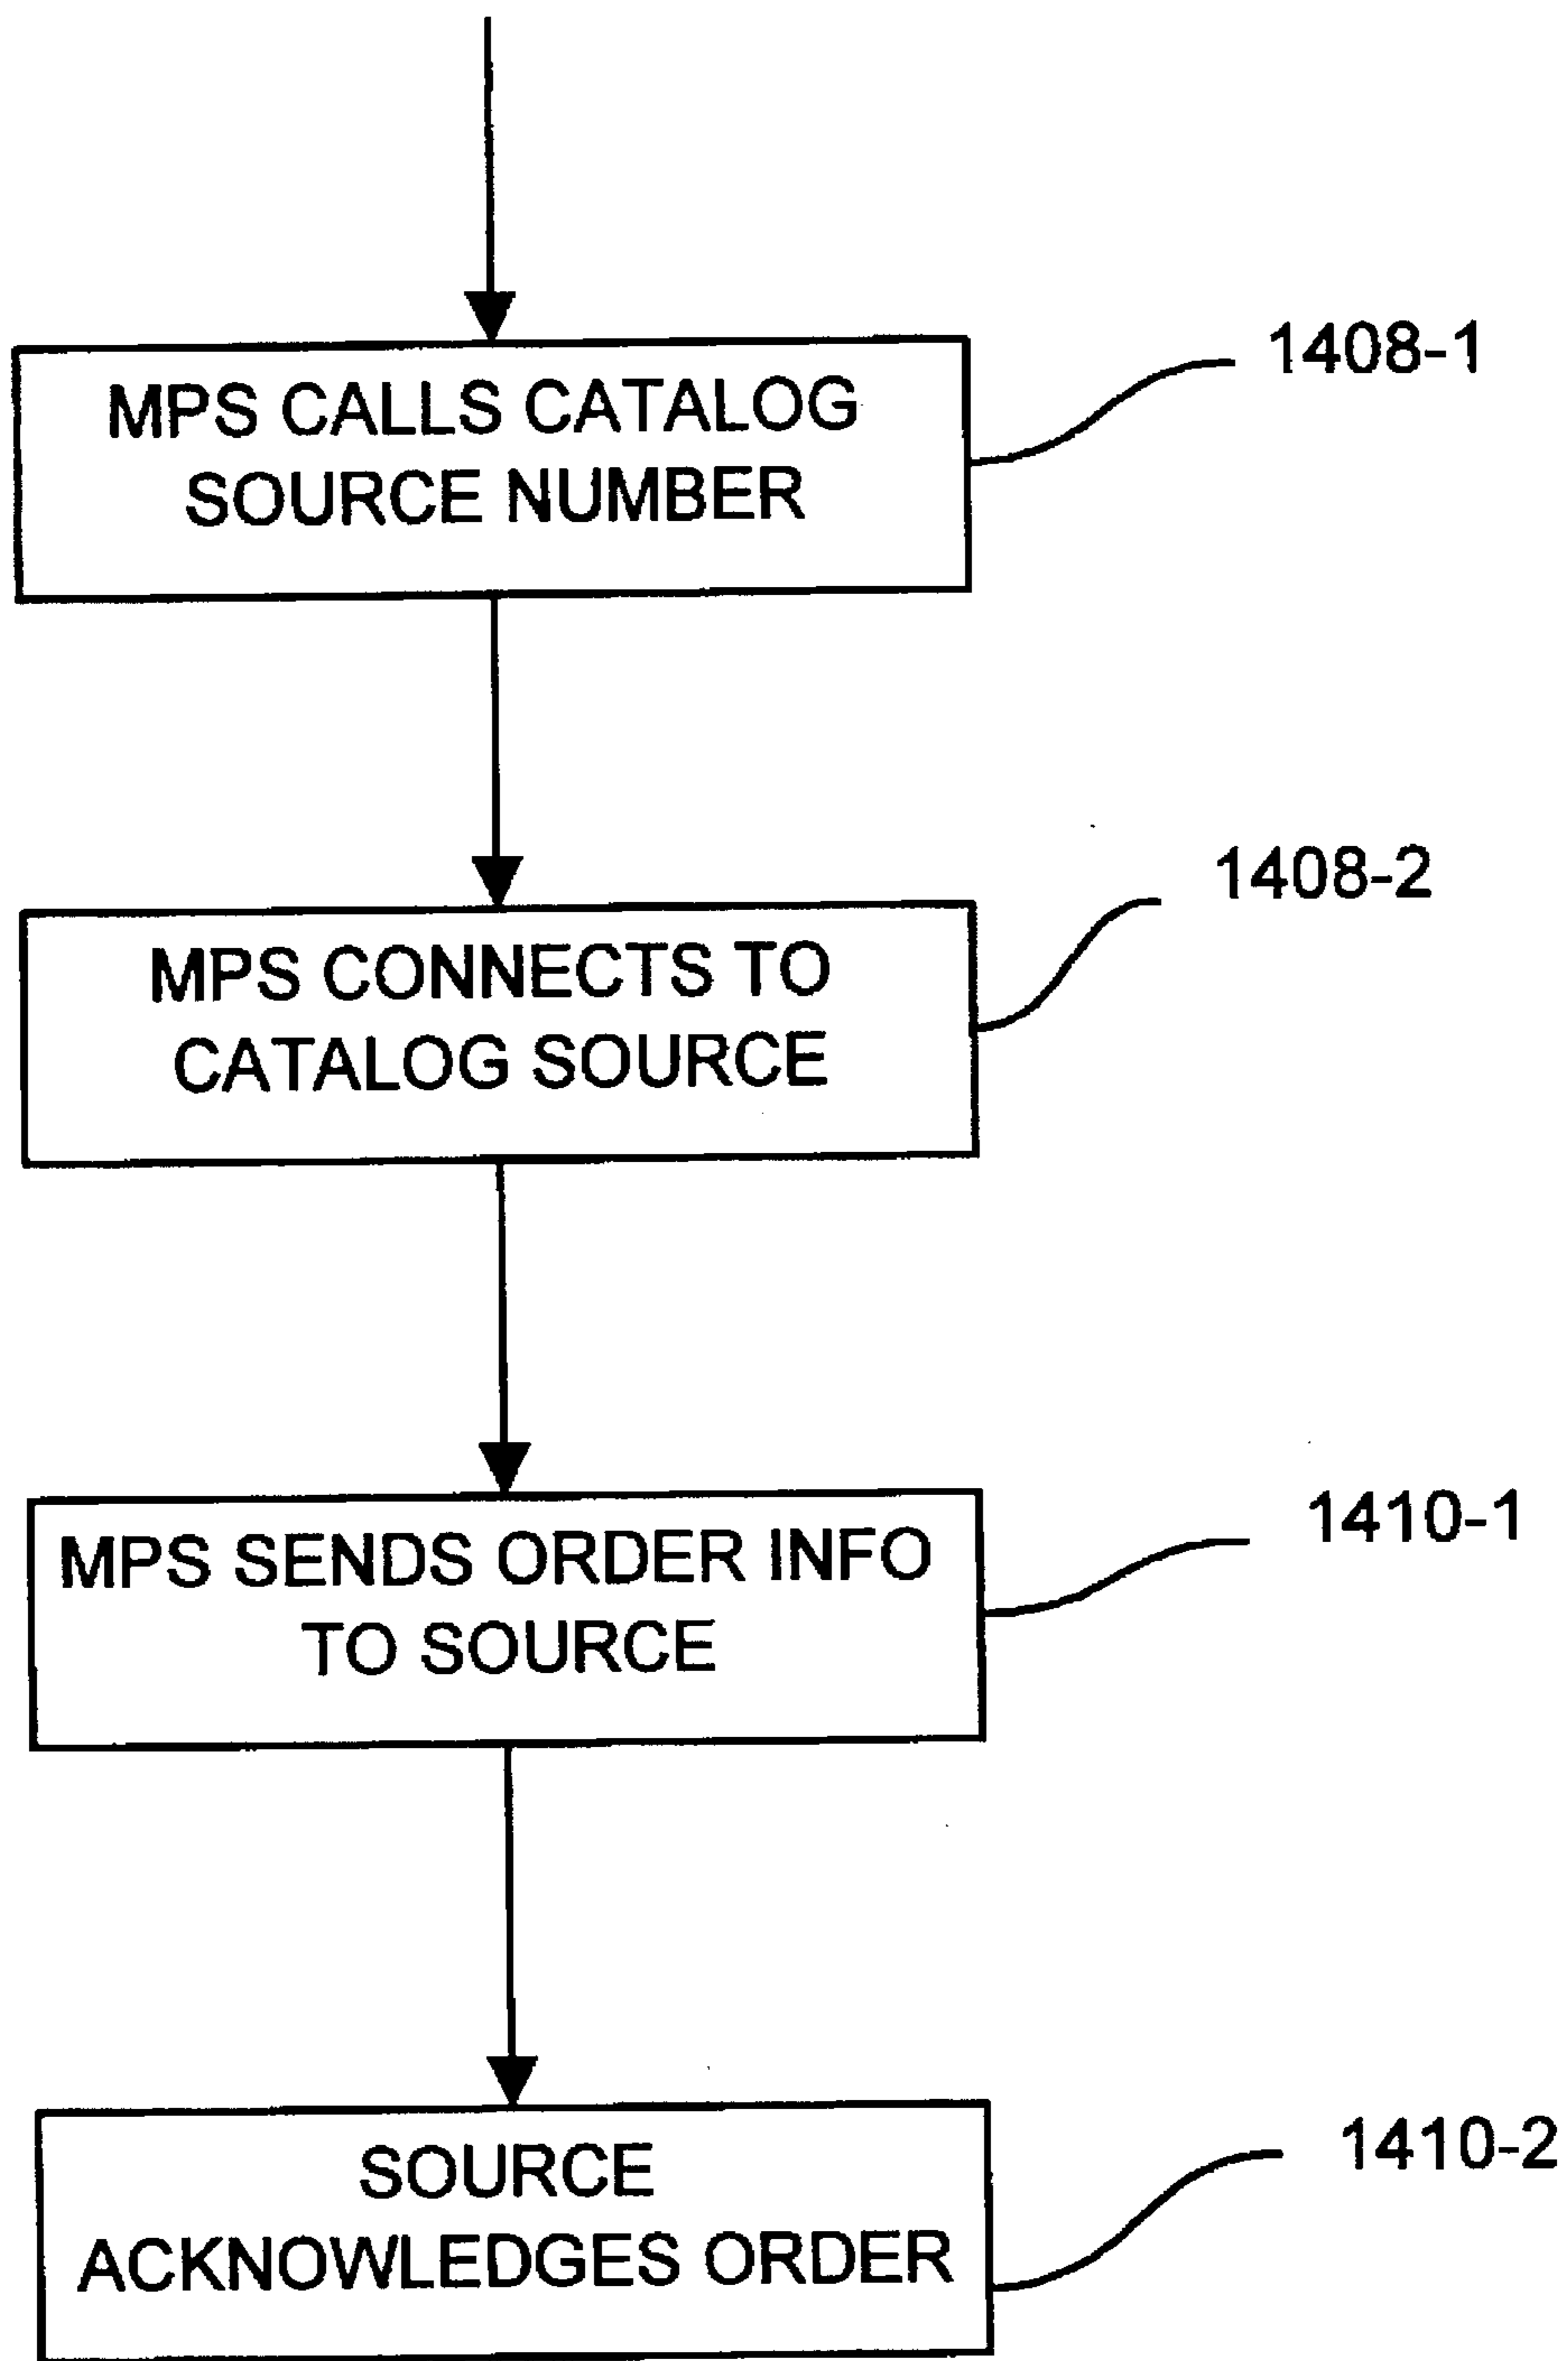 MPS CALLS CATALOG
SOURCE NUMBER
1408-1
MPS CONNECTS TO
CATALOG SOURCE
1408-2
MPS SENDS ORDER INFO
TO SOURCE
1410-1
SOURCE
ACKNOWLEDGES ORDER
1410-2